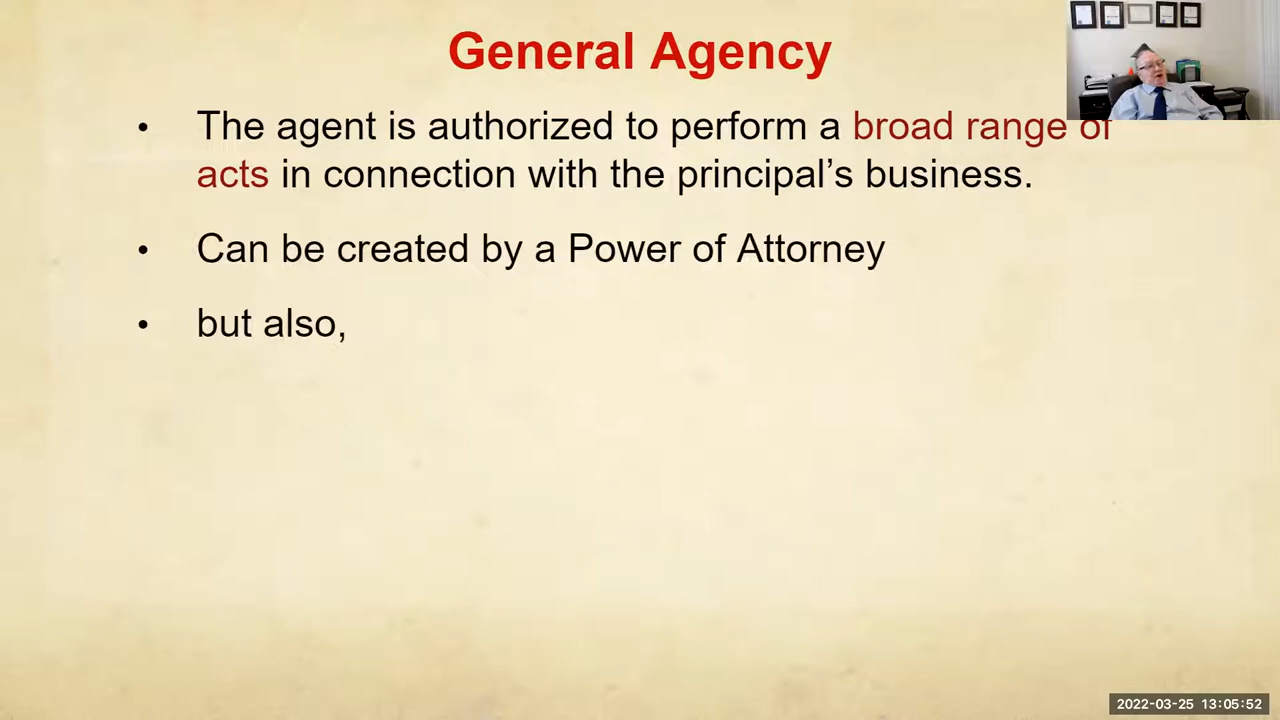 General Agency
• The agent is authorized to perform a broad range of
acts in connection with the principal’s business.
• Can be created by a Power of Attorney
• but also,
2022-03-25 13:05:52